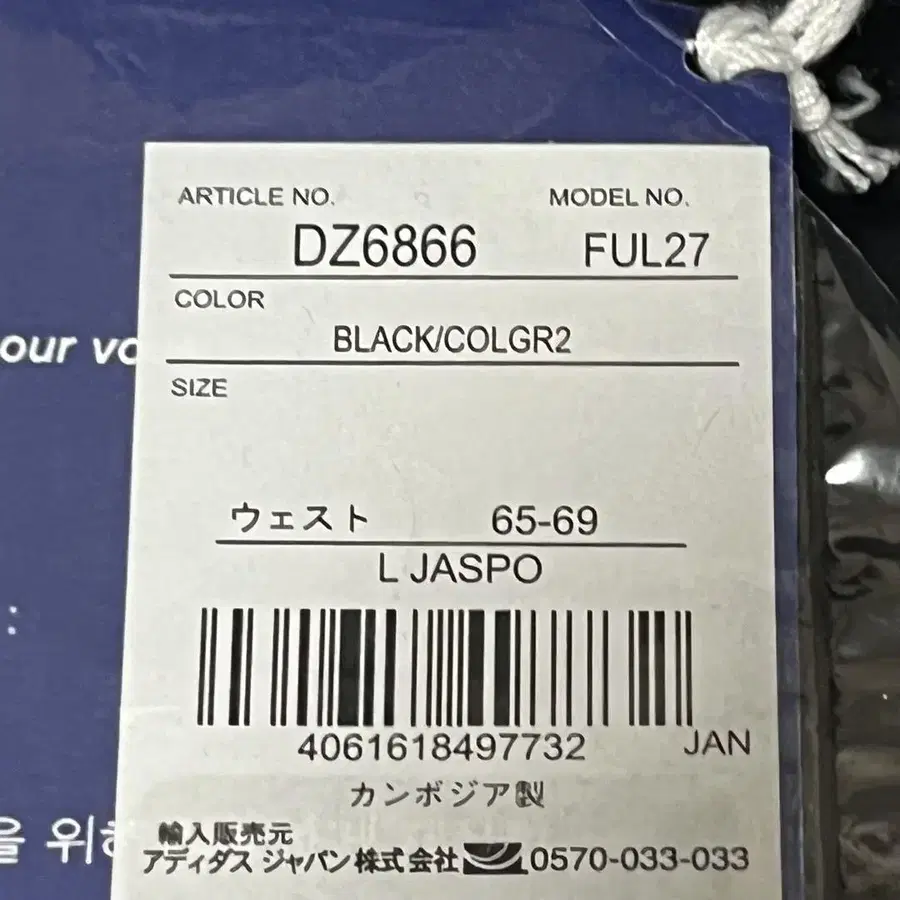 ARTICLE NO. MODEL NO.
DZ6866 FUL27
COLOR
our vo
BLACK/COLGR2
SIZE
ウェスト 65-69
L JASPO
:
4061618497732 JAN
カンボジア製
을 위해
輸入販売元
アディダス ジャパン株式会社 0570-033-033